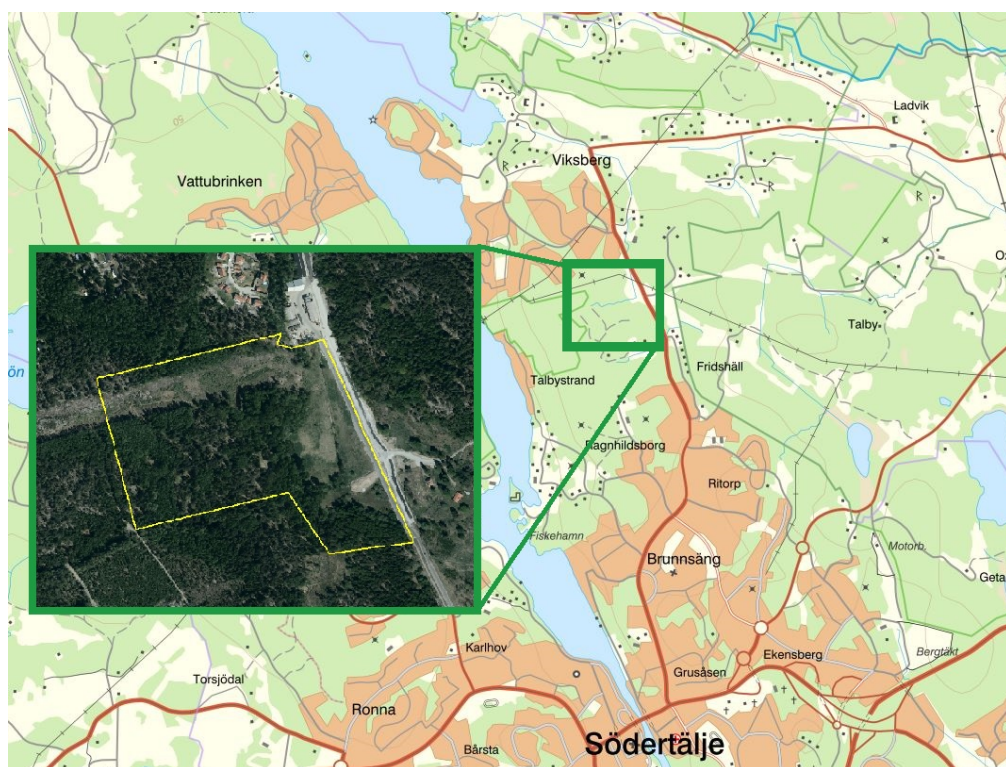 Ladvik
Viksberg
R
R
Vattubrinken
R
Talby
ön
Fridshäll
Talbystrand
Ragnhildsborg
Ritorp
Fiskehamn
Motorb.
Brunnsäng
Geta
Karlhov
Ekensberg
Bergtäkt
Grusåsen
Torsjödal
Ronna
Bårsta
Södertälje